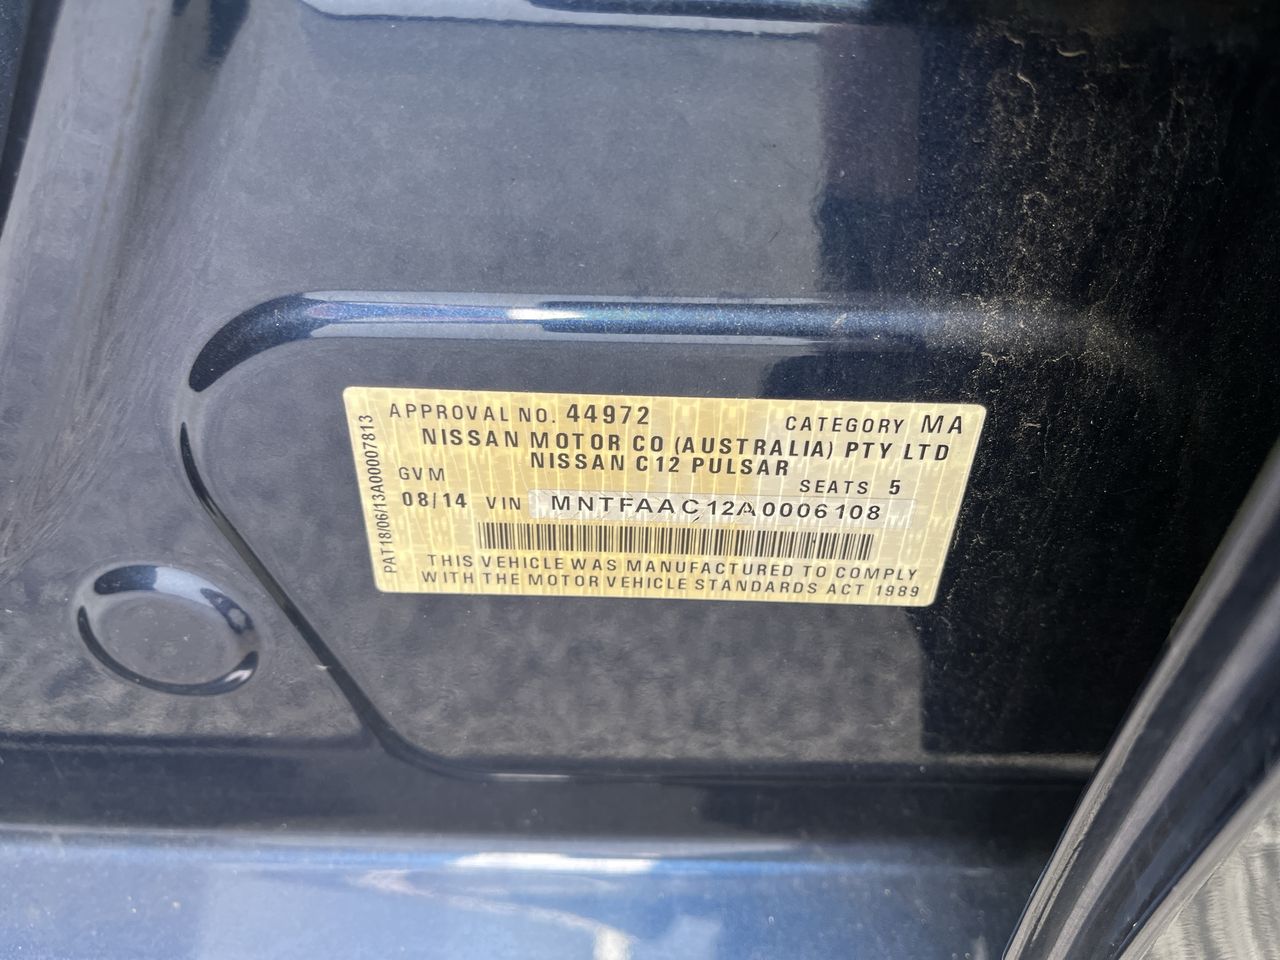 APPROVAL NO. 44972 CATEGORY MA
NISSAN MOTOR CO (AUSTRALIA) PTY LTD
NISSAN C12 PULSAR
GVM SEATS 5
08/14 VIN MNTFAAC12A0006108
THIS VEHICLE WAS MANUFACTURED TO COMPLY
WITH THE MOTOR VEHICLE STANDARDS ACT 1989
PAT18/06/13A00007813